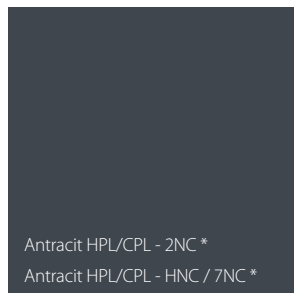 Antracit HPL/CPL - 2NC *
Antracit HPL/CPL - HNC / 7NC *